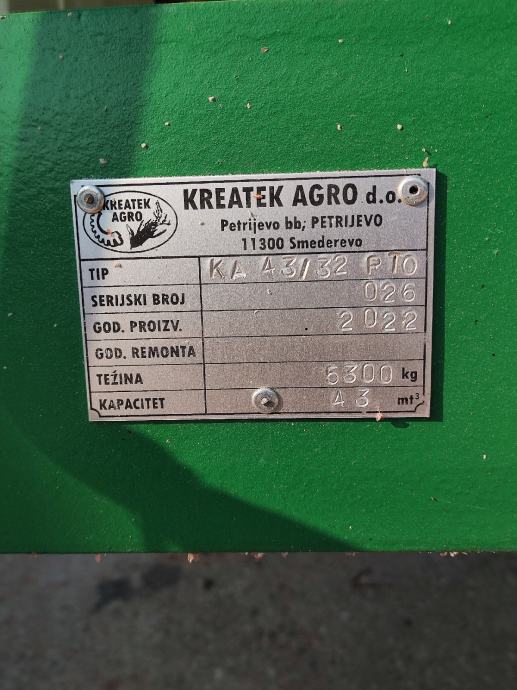 KREATEK
AGRO
KREATEK AGRO d.o.
Petrijevo bb; PETRIJEVO
11300 Smederevo
TIP KA 43/32 P10
SERIJSKI BROJ 026
GOD. PROIZV. 2022
GOD. REMONTA
TEŽINA 5300 kg
KAPACITET 43 mt³